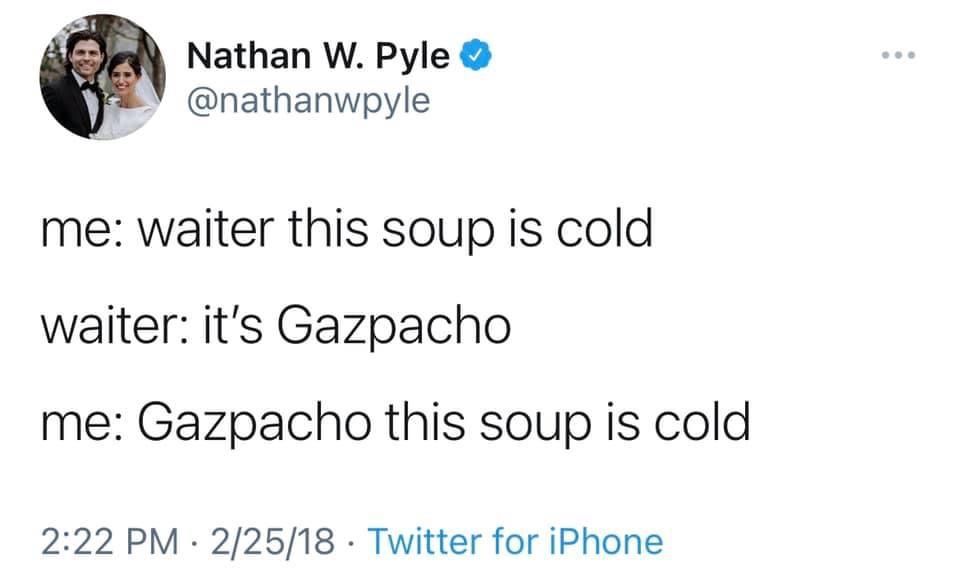 Nathan W. Pyle
@nathanwpyle
me: waiter this soup is cold
waiter: it’s Gazpacho
me: Gazpacho this soup is cold
2:22 PM · 2/25/18 · Twitter for iPhone